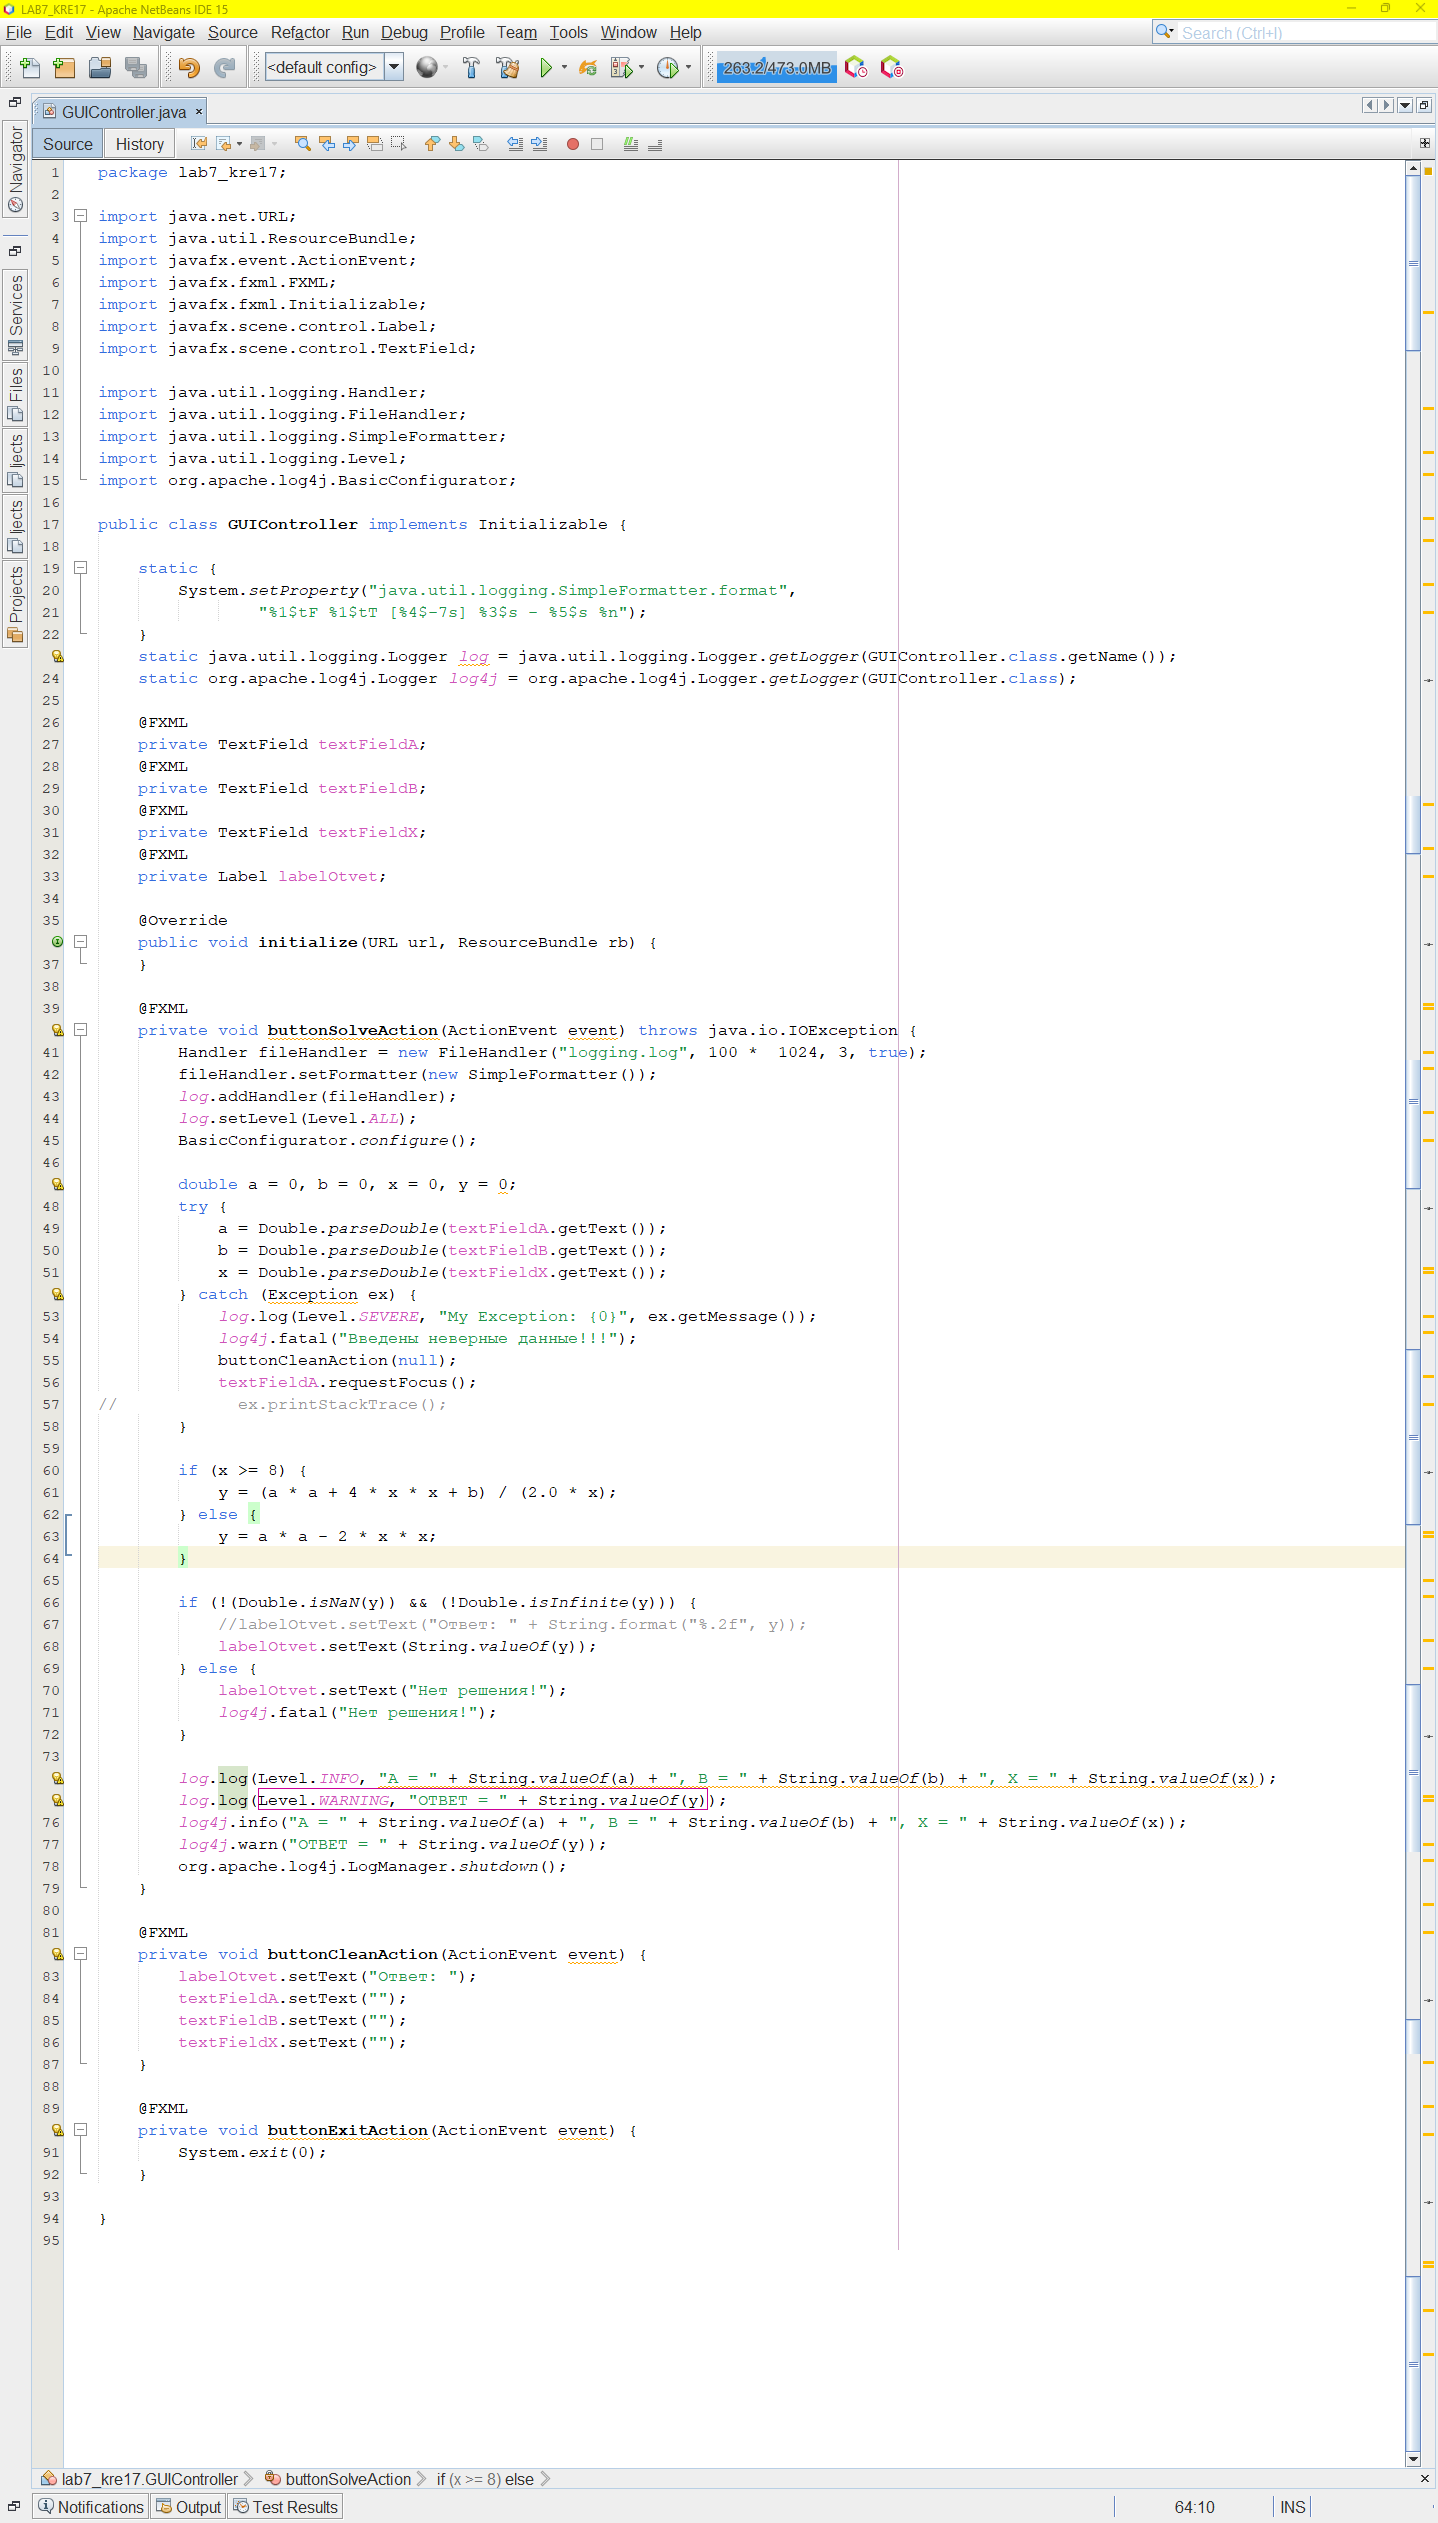 LAB7_KRE17 - Apache NetBeans IDE 15
File Edit View Navigate Source Refactor Run Debug Profile Team Tools Window Help
Search (Ctrl+I)
<default config>
263.2/473.0MB
GUIController.java
Source History
Navigator
Services
Files
jects
jects
Projects
1 package lab7_kre17;
2
3 import java.net.URL;
4 import java.util.ResourceBundle;
5 import javafx.event.ActionEvent;
6 import javafx.fxml.FXML;
7 import javafx.fxml.Initializable;
8 import javafx.scene.control.Label;
9 import javafx.scene.control.TextField;
10
11 import java.util.logging.Handler;
12 import java.util.logging.FileHandler;
13 import java.util.logging.SimpleFormatter;
14 import java.util.logging.Level;
15 import org.apache.log4j.BasicConfigurator;
16
17 public class GUIController implements Initializable {
18
19 static {
20 System.setProperty("java.util.logging.SimpleFormatter.format",
21 "%1$tF %1$tT [%4$-7s] %3$s - %5$s %n");
22 }
static java.util.logging.Logger log = java.util.logging.Logger.getLogger(GUIController.class.getName());
24 static org.apache.log4j.Logger log4j = org.apache.log4j.Logger.getLogger(GUIController.class);
25
26 @FXML
27 private TextField textFieldA;
28 @FXML
29 private TextField textFieldB;
30 @FXML
31 private TextField textFieldX;
32 @FXML
33 private Label labelOtvet;
34
35 @Override
public void initialize(URL url, ResourceBundle rb) {
37 }
38
39 @FXML
private void buttonSolveAction(ActionEvent event) throws java.io.IOException {
41 Handler fileHandler = new FileHandler("logging.log", 100 *  1024, 3, true);
42 fileHandler.setFormatter(new SimpleFormatter());
43 log.addHandler(fileHandler);
44 log.setLevel(Level.ALL);
45 BasicConfigurator.configure();
46
double a = 0, b = 0, x = 0, y = 0;
48 try {
49 a = Double.parseDouble(textFieldA.getText());
50 b = Double.parseDouble(textFieldB.getText());
51 x = Double.parseDouble(textFieldX.getText());
} catch (Exception ex) {
53 log.log(Level.SEVERE, "My Exception: {0}", ex.getMessage());
54 log4j.fatal("Введены неверные данные!!!");
55 buttonCleanAction(null);
56 textFieldA.requestFocus();
57 // ex.printStackTrace();
58 }
59
60 if (x >= 8) {
61 y = (a * a + 4 * x * x + b) / (2.0 * x);
62 } else {
63 y = a * a - 2 * x * x;
64 }
65
66 if (!(Double.isNaN(y)) && (!Double.isInfinite(y))) {
67 //labelOtvet.setText("Ответ: " + String.format("%.2f", y));
68 labelOtvet.setText(String.valueOf(y));
69 } else {
70 labelOtvet.setText("Нет решения!");
71 log4j.fatal("Нет решения!");
72 }
73
log.log(Level.INFO, "A = " + String.valueOf(a) + ", B = " + String.valueOf(b) + ", X = " + String.valueOf(x));
log.log(Level.WARNING, "ОТВЕТ = " + String.valueOf(y));
76 log4j.info("A = " + String.valueOf(a) + ", B = " + String.valueOf(b) + ", X = " + String.valueOf(x));
77 log4j.warn("ОТВЕТ = " + String.valueOf(y));
78 org.apache.log4j.LogManager.shutdown();
79 }
80
81 @FXML
private void buttonCleanAction(ActionEvent event) {
83 labelOtvet.setText("Ответ: ");
84 textFieldA.setText("");
85 textFieldB.setText("");
86 textFieldX.setText("");
87 }
88
89 @FXML
private void buttonExitAction(ActionEvent event) {
91 System.exit(0);
92 }
93
94 }
95
lab7_kre17.GUIController buttonSolveAction if (x >= 8) else
Notifications Output Test Results 64:10 INS